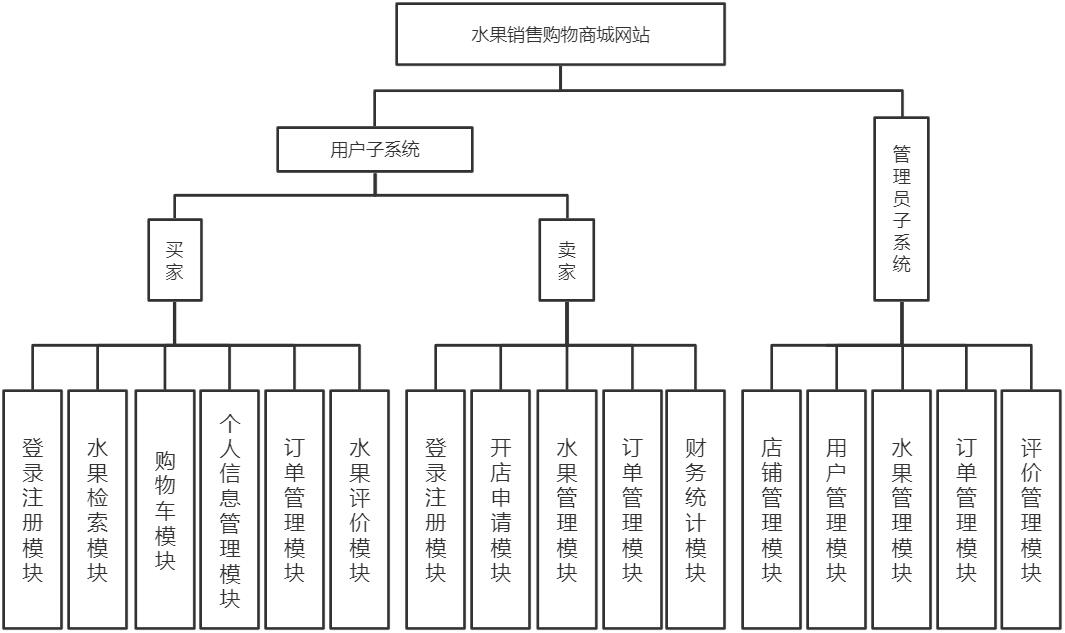 水果销售购物商城网站
用户子系统
管理员子系统
买家
卖家
登录注册模块
水果检索模块
购物车模块
个人信息管理模块
订单管理模块
水果评价模块
登录注册模块
开店申请模块
水果管理模块
订单管理模块
财务统计模块
店铺管理模块
用户管理模块
水果管理模块
订单管理模块
评价管理模块